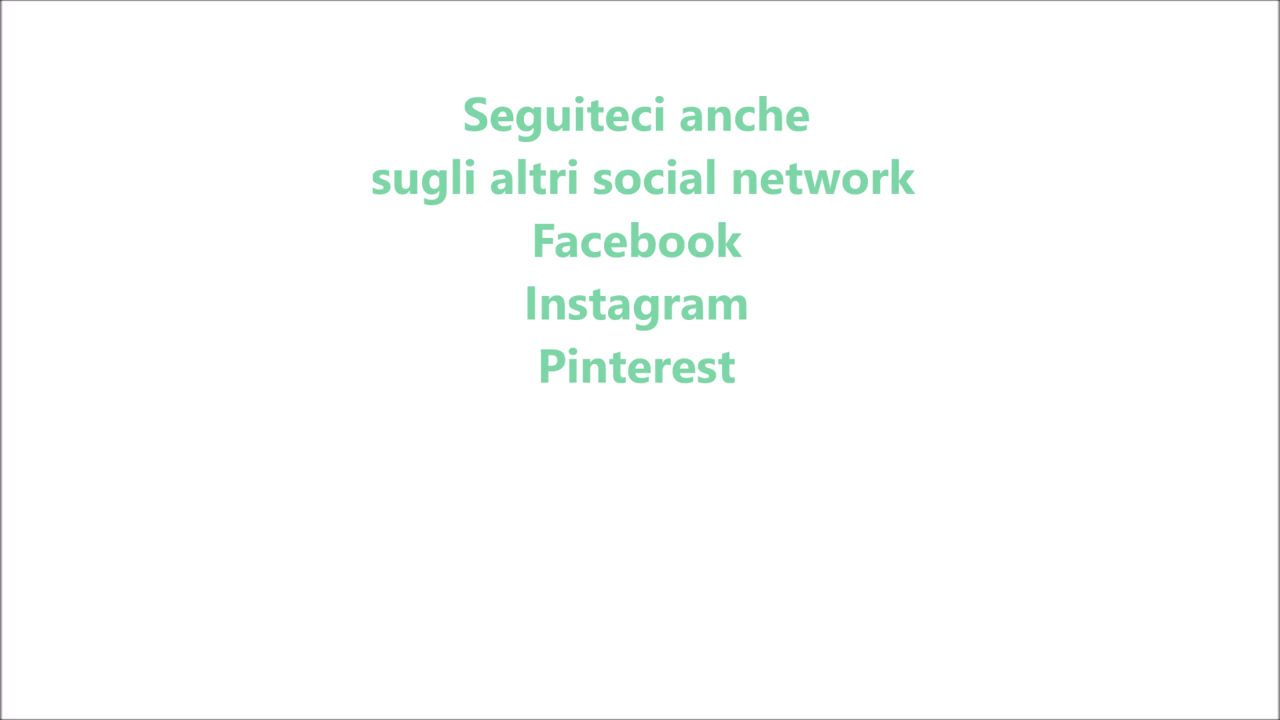 Seguiteci anche
sugli altri social network
Facebook
Instagram
Pinterest